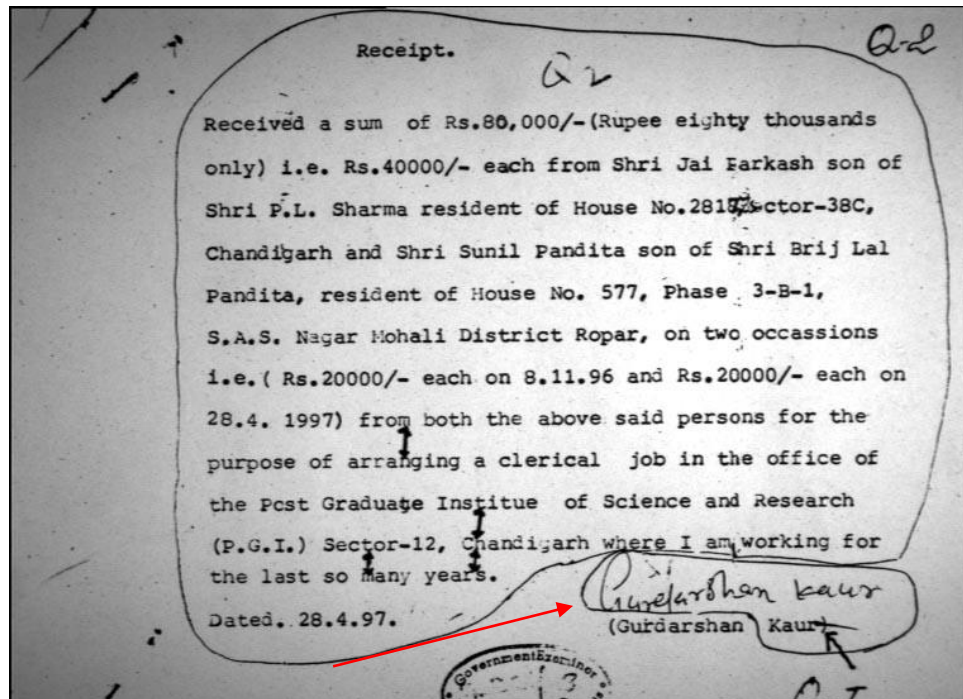 Q-2
Receipt.
Q2
Received a sum of Rs.80,000/-(Rupee eighty thousands
only) i.e. Rs.40000/- each from Shri Jai Parkash son of
Shri P.L. Sharma resident of House No.2818, Sector-38C,
Chandigarh and Shri Sunil Pandita son of Shri Brij Lal
Pandita, resident of House No. 577, Phase 3-B-1,
S.A.S. Nagar Mohali District Ropar, on two occassions
i.e.( Rs.20000/- each on 8.11.96 and Rs.20000/- each on
28.4. 1997) from both the above said persons for the
purpose of arranging a clerical job in the office of
the Post Graduate Institue of Science and Research
(P.G.I.) Sector-12, Chandigarh where I am working for
the last so many years.
Gurdarshan Kaur
Dated. 28.4.97. (Gurdarshan Kaur)
Government Examiner